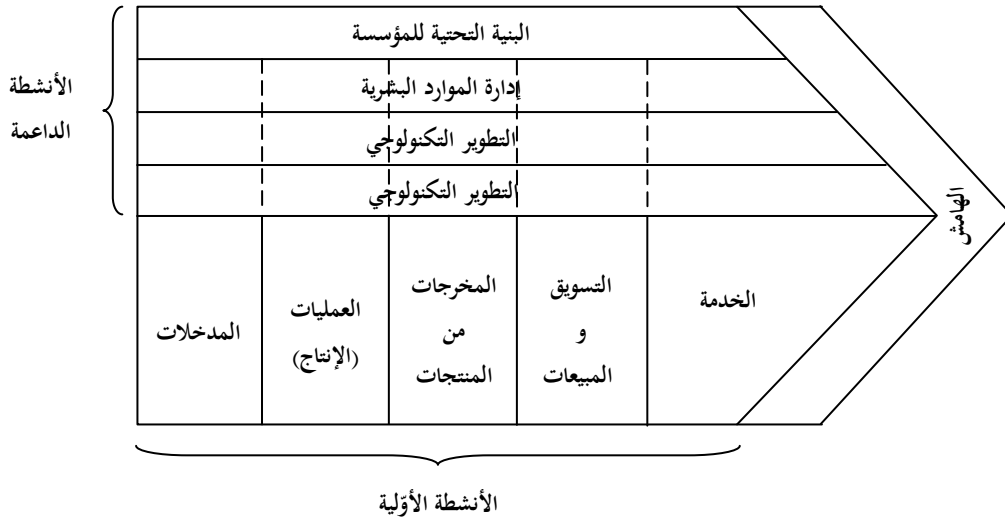 البنية التحتية للمؤسسة
إدارة الموارد البشرية
التطوير التكنولوجي
التطوير التكنولوجي
الأنشطة
الداعمة
الهامش
المدخلات
العمليات
(الإنتاج)
المخرجات
من
المنتجات
التسويق
و
المبيعات
الخدمة
الأنشطة الأوّلية